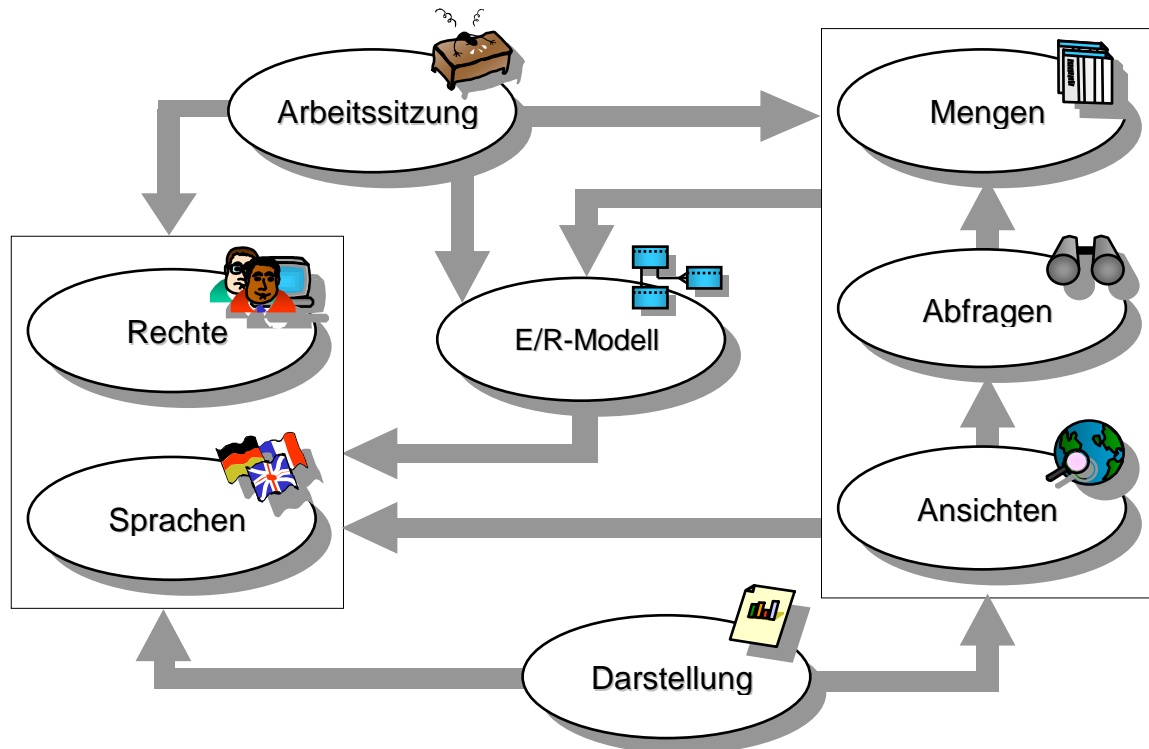 Arbeitssitzung
Mengen
Rechte
E/R-Modell
Abfragen
Sprachen
Ansichten
Darstellung